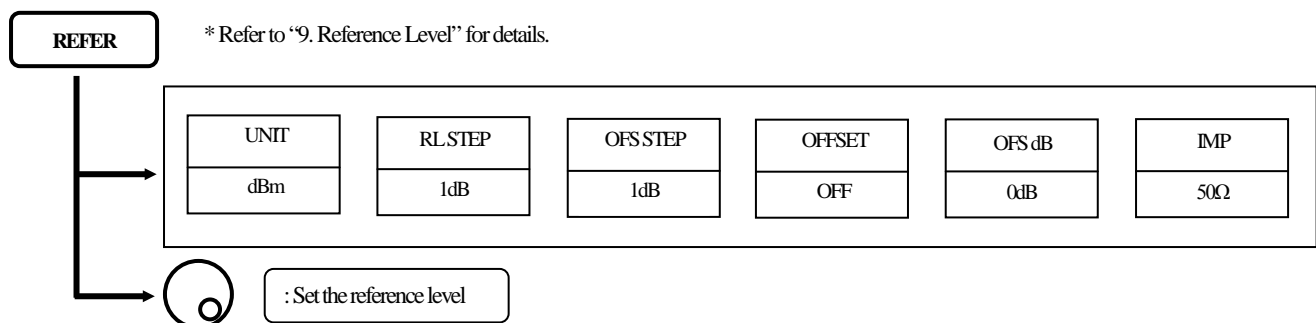 REFER
* Refer to “9. Reference Level” for details.
UNIT RL STEP OFS STEP OFFSET OFS dB IMP
dBm 1dB 1dB OFF 0dB 50Ω
: Set the reference level